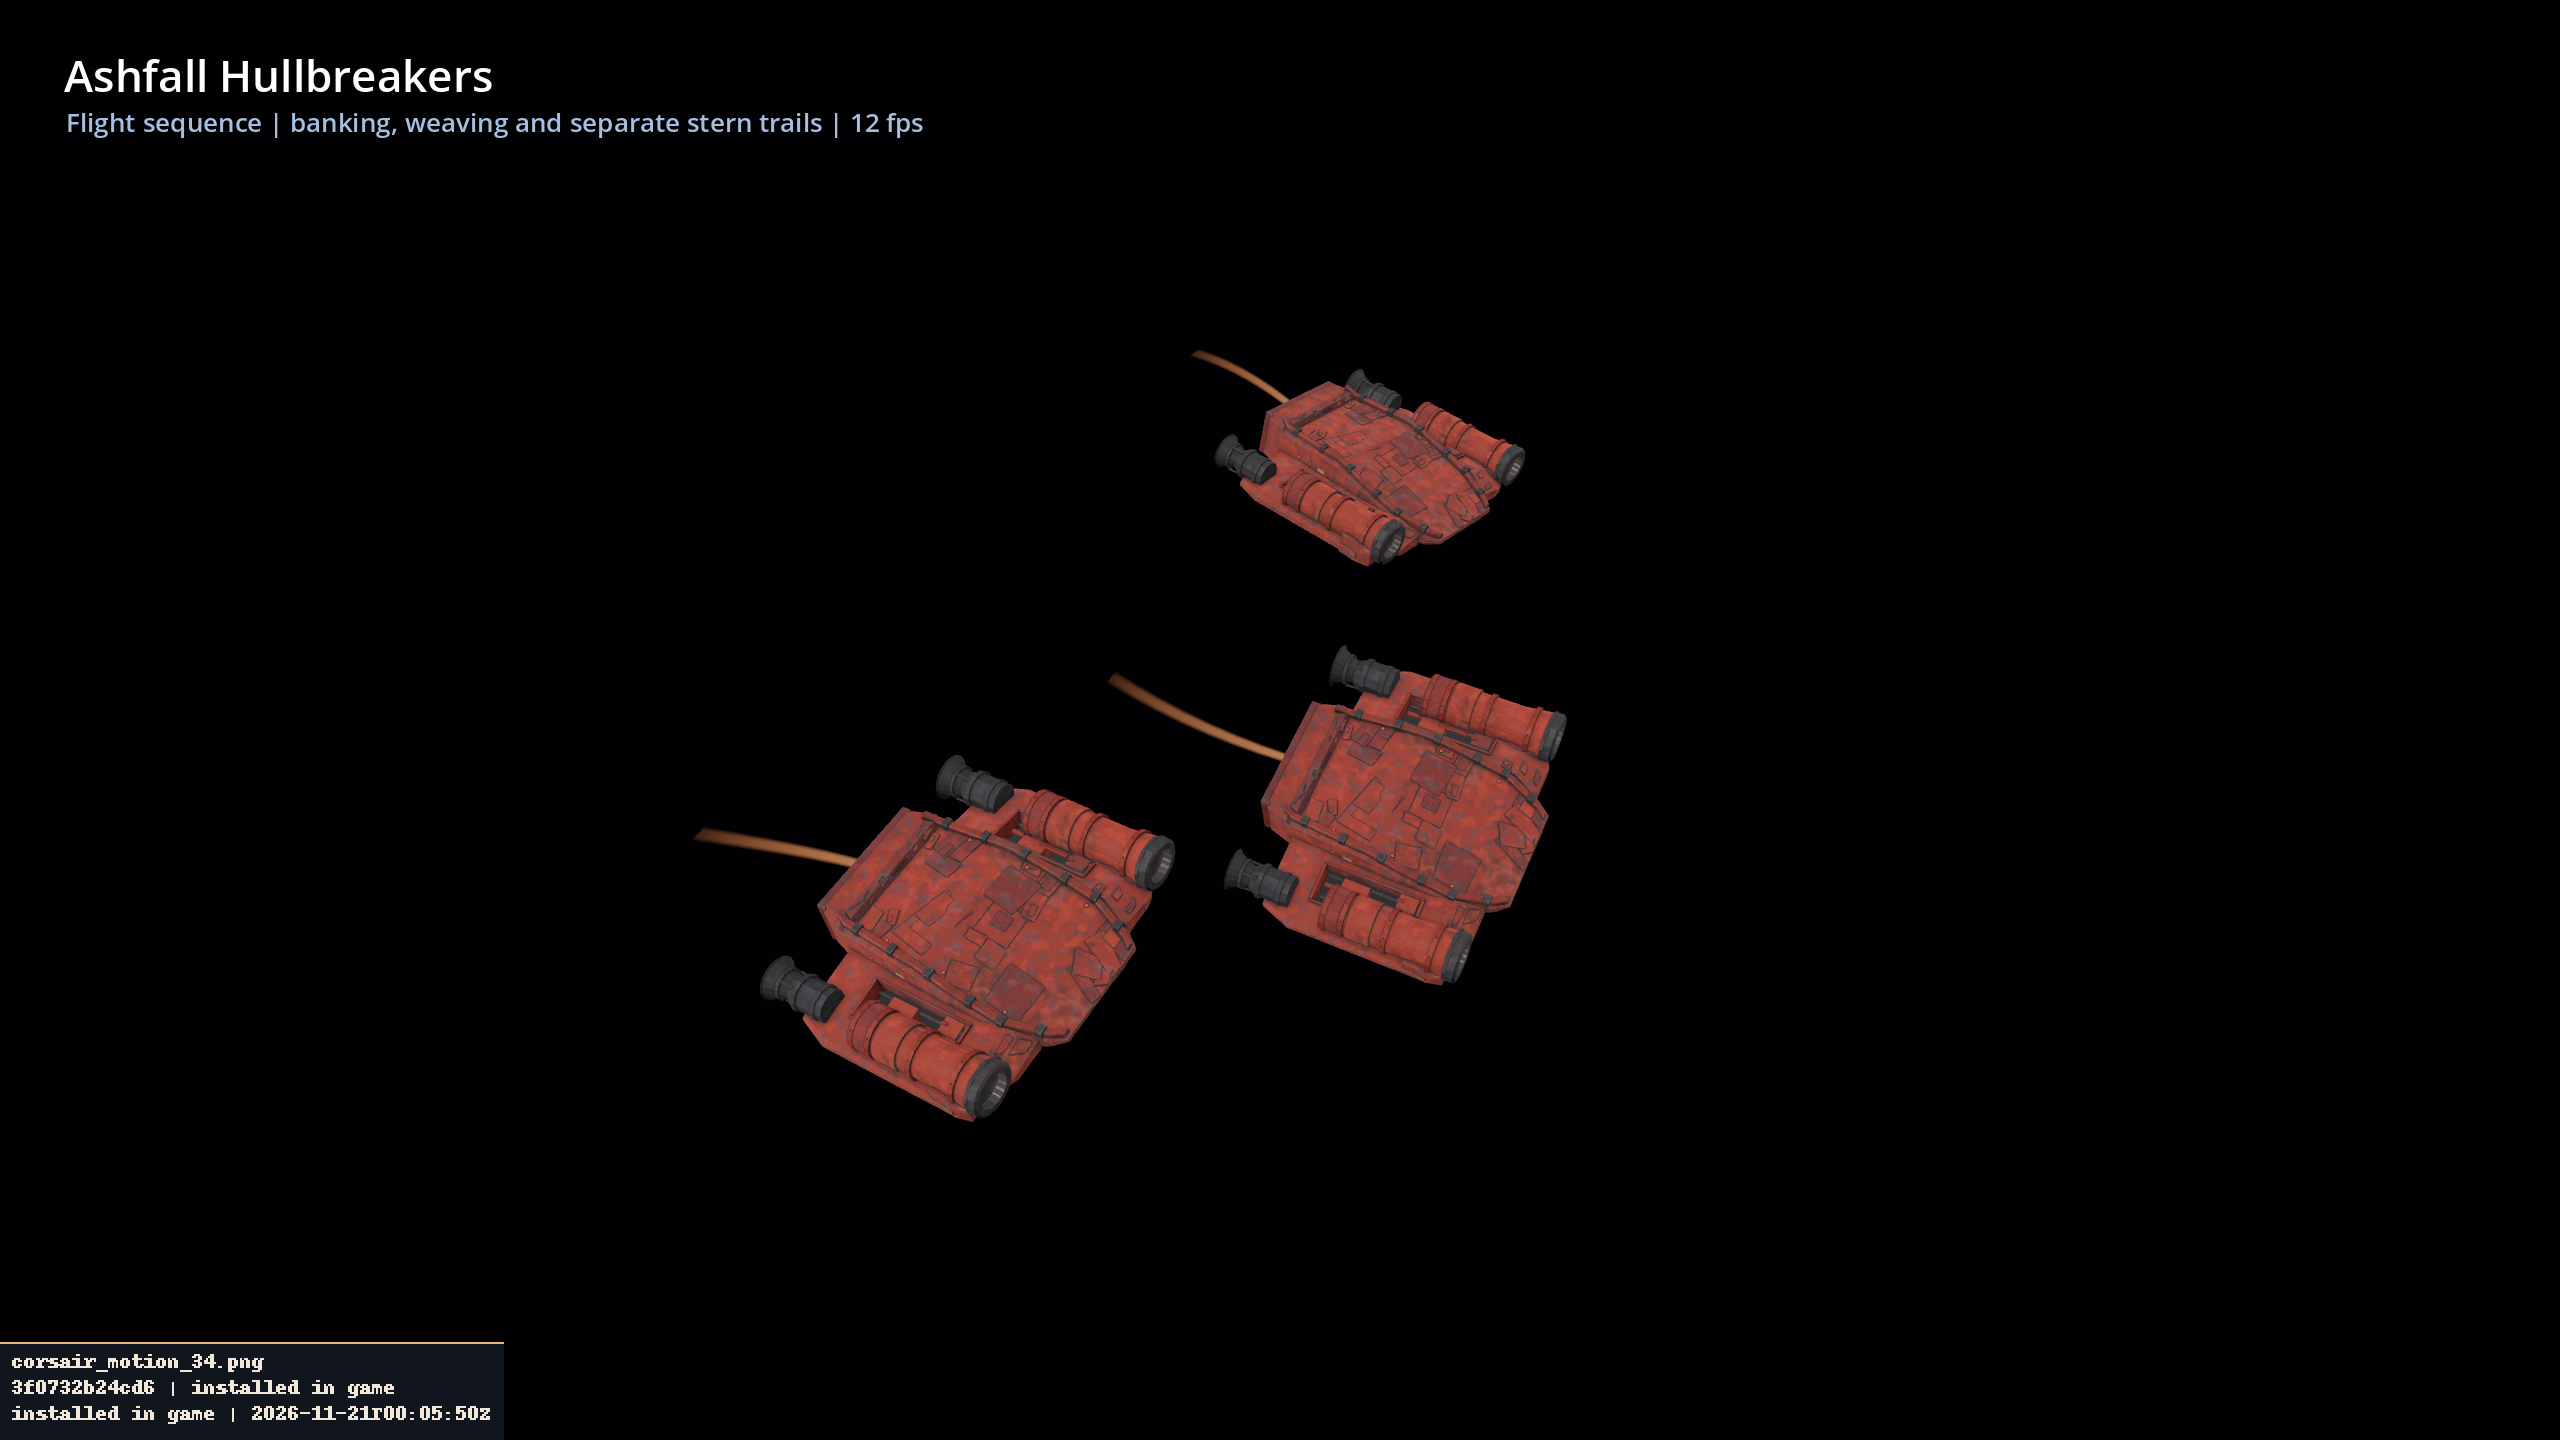 Ashfall Hullbreakers
Flight sequence | banking, weaving and separate stern trails | 12 fps
corsair_motion_34.png
3f0732b24cd6 | installed in game
installed in game | 2026-11-21T00:05:50Z